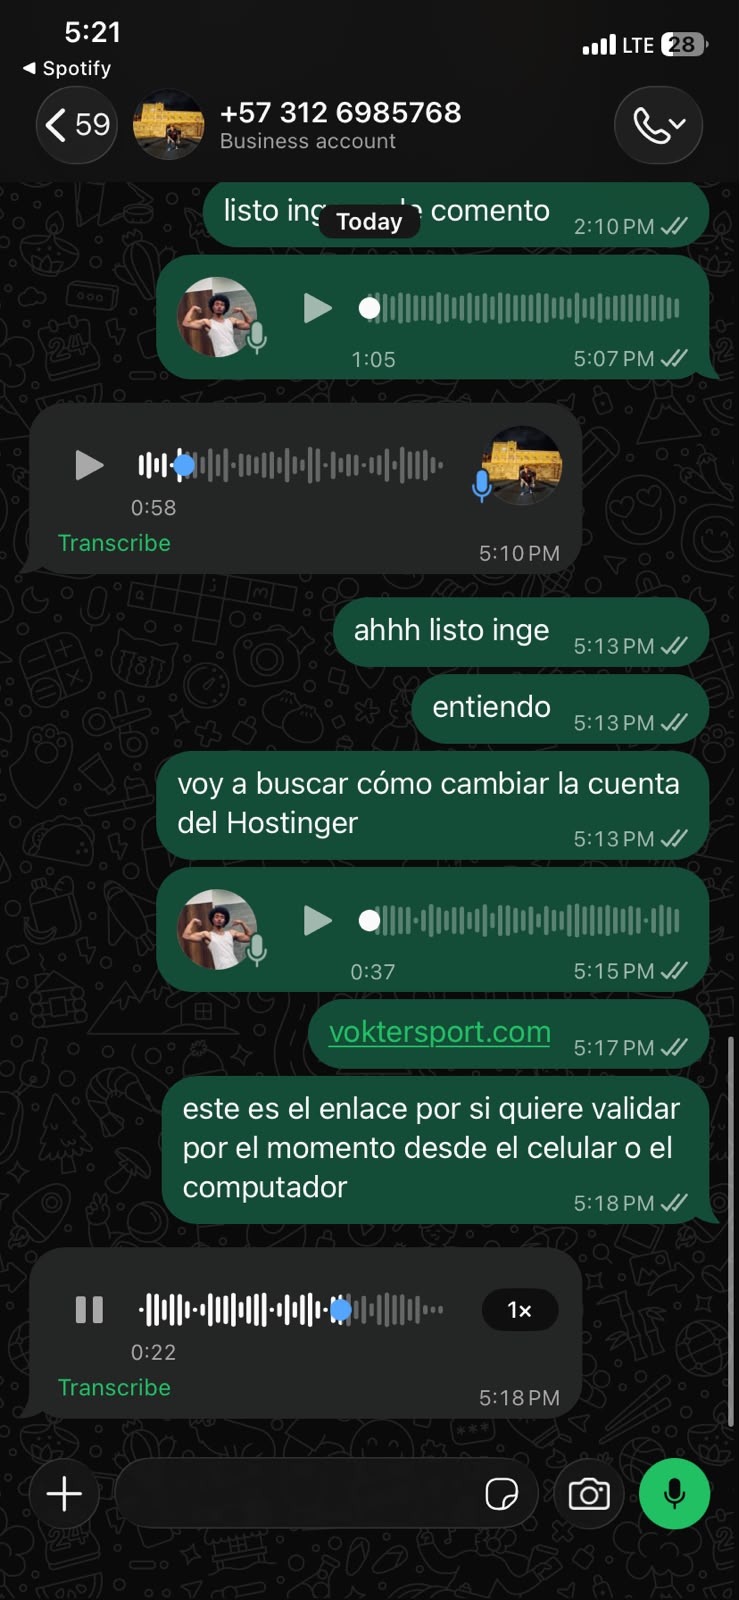 5:21
LTE 28
Spotify
59
+57 312 6985768
Business account
listo comento 2:10 PM
Today
1:05 5:07 PM
0:58
Transcribe
5:10 PM
ahhh listo inge 5:13 PM
entiendo 5:13 PM
voy a buscar cómo cambiar la cuenta
del Hostinger 5:13 PM
0:37 5:15 PM
voktersport.com 5:17 PM
este es el enlace por si quiere validar
por el momento desde el celular o el
computador 5:18 PM
1×
0:22
Transcribe
5:18 PM